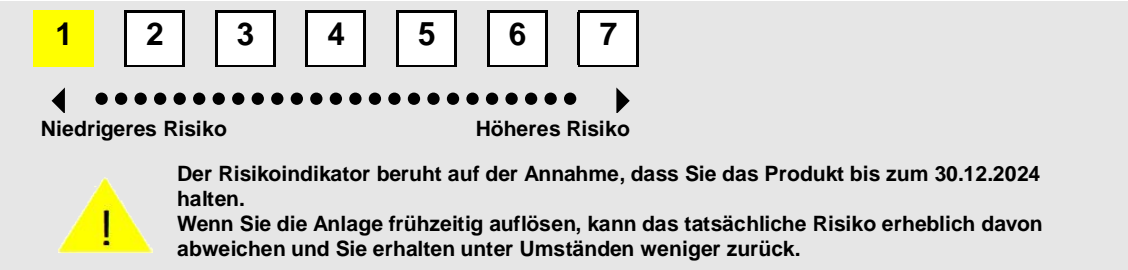 1 2 3 4 5 6 7
Niedrigeres Risiko Höheres Risiko
Der Risikoindikator beruht auf der Annahme, dass Sie das Produkt bis zum 30.12.2024
halten.
Wenn Sie die Anlage frühzeitig auflösen, kann das tatsächliche Risiko erheblich davon
abweichen und Sie erhalten unter Umständen weniger zurück.
!